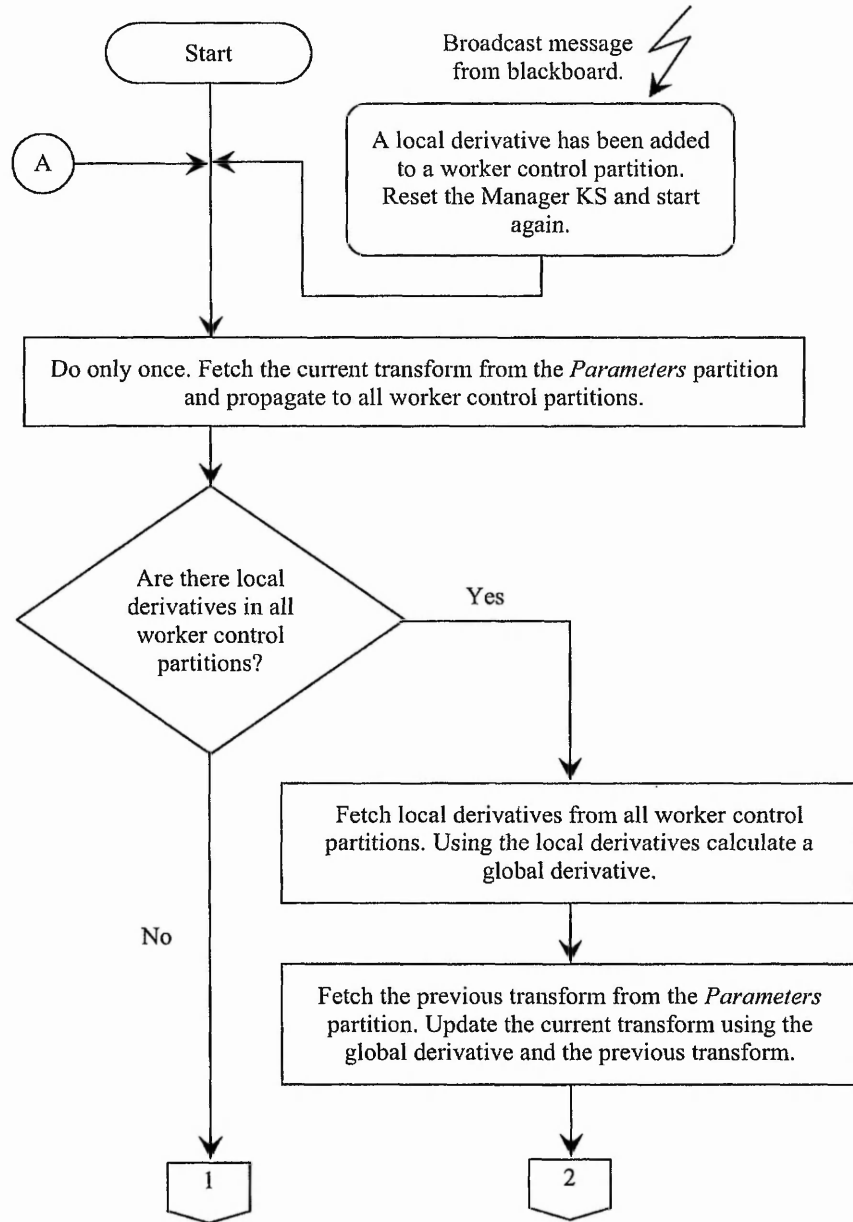 Start
Broadcast message
from blackboard.
A
A local derivative has been added
to a worker control partition.
Reset the Manager KS and start
again.
Do only once. Fetch the current transform from the Parameters partition
and propagate to all worker control partitions.
Are there local
derivatives in all
worker control
partitions?
Yes
Fetch local derivatives from all worker control
partitions. Using the local derivatives calculate a
global derivative.
No
Fetch the previous transform from the Parameters
partition. Update the current transform using the
global derivative and the previous transform.
1
2